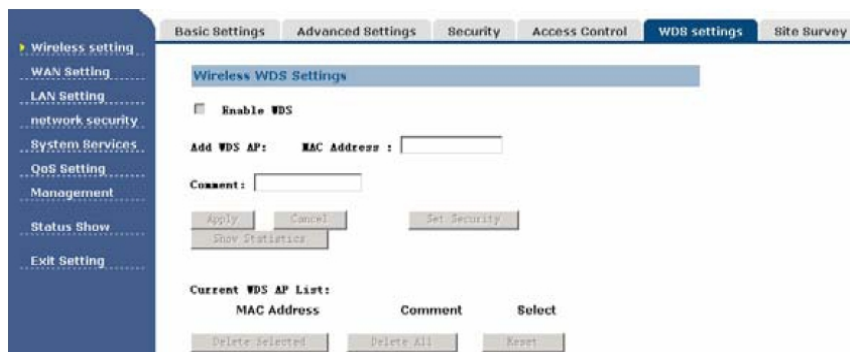 Basic Settings Advanced Settings Security Access Control WDS settings Site Survey
Wireless setting
WAN Setting
LAN Setting
network security
System Services
QoS Setting
Management
Status Show
Exit Setting
Wireless WDS Settings
Enable WDS
Add WDS AP: MAC Address :
Comment:
Apply Cancel Set Security
Show Statistics
Current WDS AP List:
MAC Address Comment Select
Delete Selected Delete All Reset